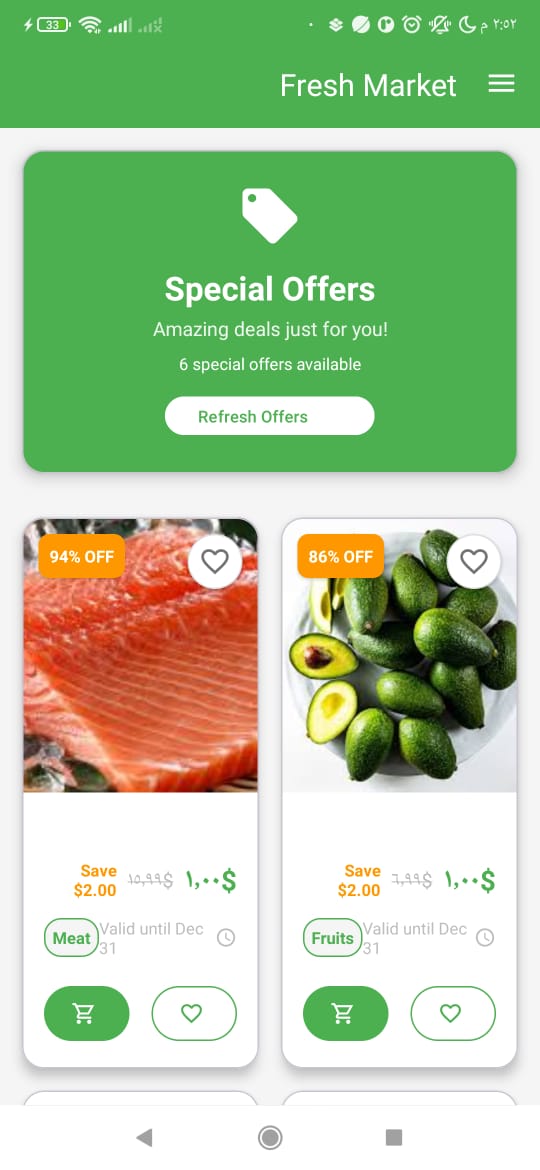 33
٢:٥٢ م
Fresh Market
Special Offers
Amazing deals just for you!
6 special offers available
Refresh Offers
94% OFF
86% OFF
Save
$2.00
١٥,٩٩$
١,٠٠$
Save
$2.00
٦,٩٩$
١,٠٠$
Meat
Valid until Dec
31
Fruits
Valid until Dec
31